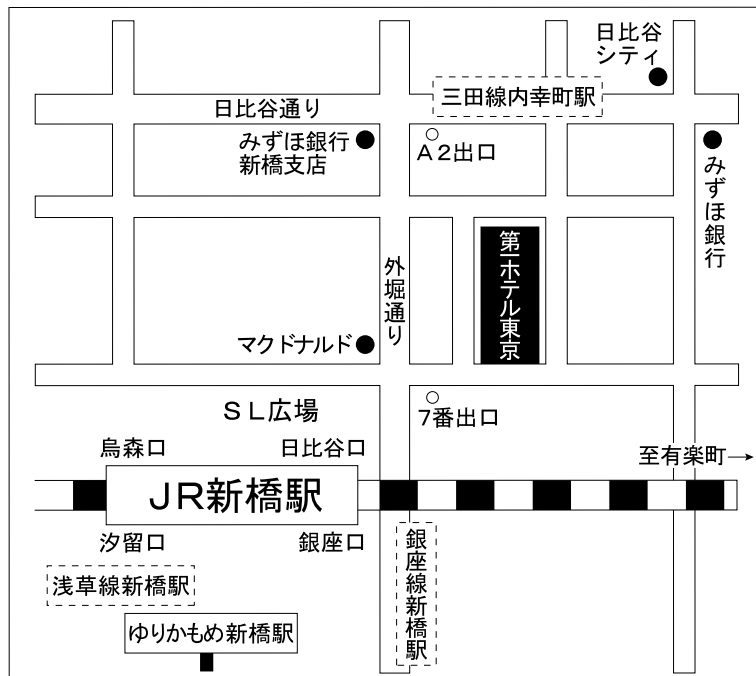 日比谷
シティ
三田線内幸町駅
日比谷通り
みずほ銀行
新橋支店
A2出口
みずほ銀行
第一ホテル東京
外堀通り
マクドナルド
SL広場
7番出口
烏森口
日比谷口
至有楽町→
JR新橋駅
汐留口
銀座口
銀座線新橋駅
浅草線新橋駅
ゆりかもめ新橋駅